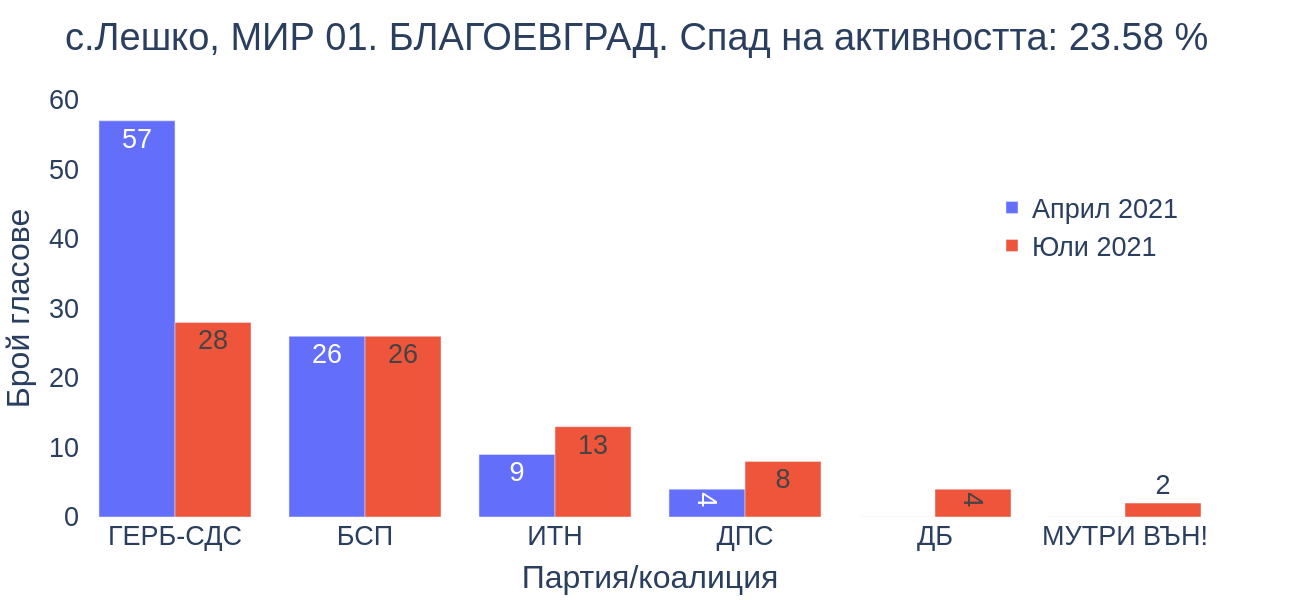 с.Лешко, МИР 01. БЛАГОЕВГРАД. Спад на активността: 23.58 %
Брой гласове
60
50
40
30
20
10
0
57
28
26
26
9
13
4
8
4
2
Април 2021
Юли 2021
ГЕРБ-СДС
БСП
ИТН
ДПС
ДБ
МУТРИ ВЪН!
Партия/коалиция